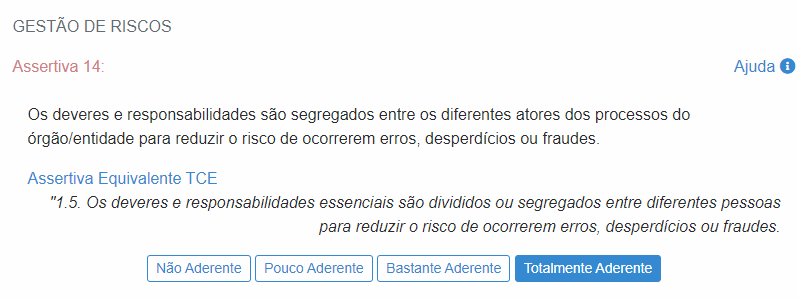 GESTÃO DE RISCOS
Assertiva 14:
Ajuda
Os deveres e responsabilidades são segregados entre os diferentes atores dos processos do
órgão/entidade para reduzir o risco de ocorrerem erros, desperdícios ou fraudes.
Assertiva Equivalente TCE
"1.5. Os deveres e responsabilidades essenciais são divididos ou segregados entre diferentes pessoas
para reduzir o risco de ocorrerem erros, desperdícios ou fraudes.
Não Aderente Pouco Aderente Bastante Aderente Totalmente Aderente